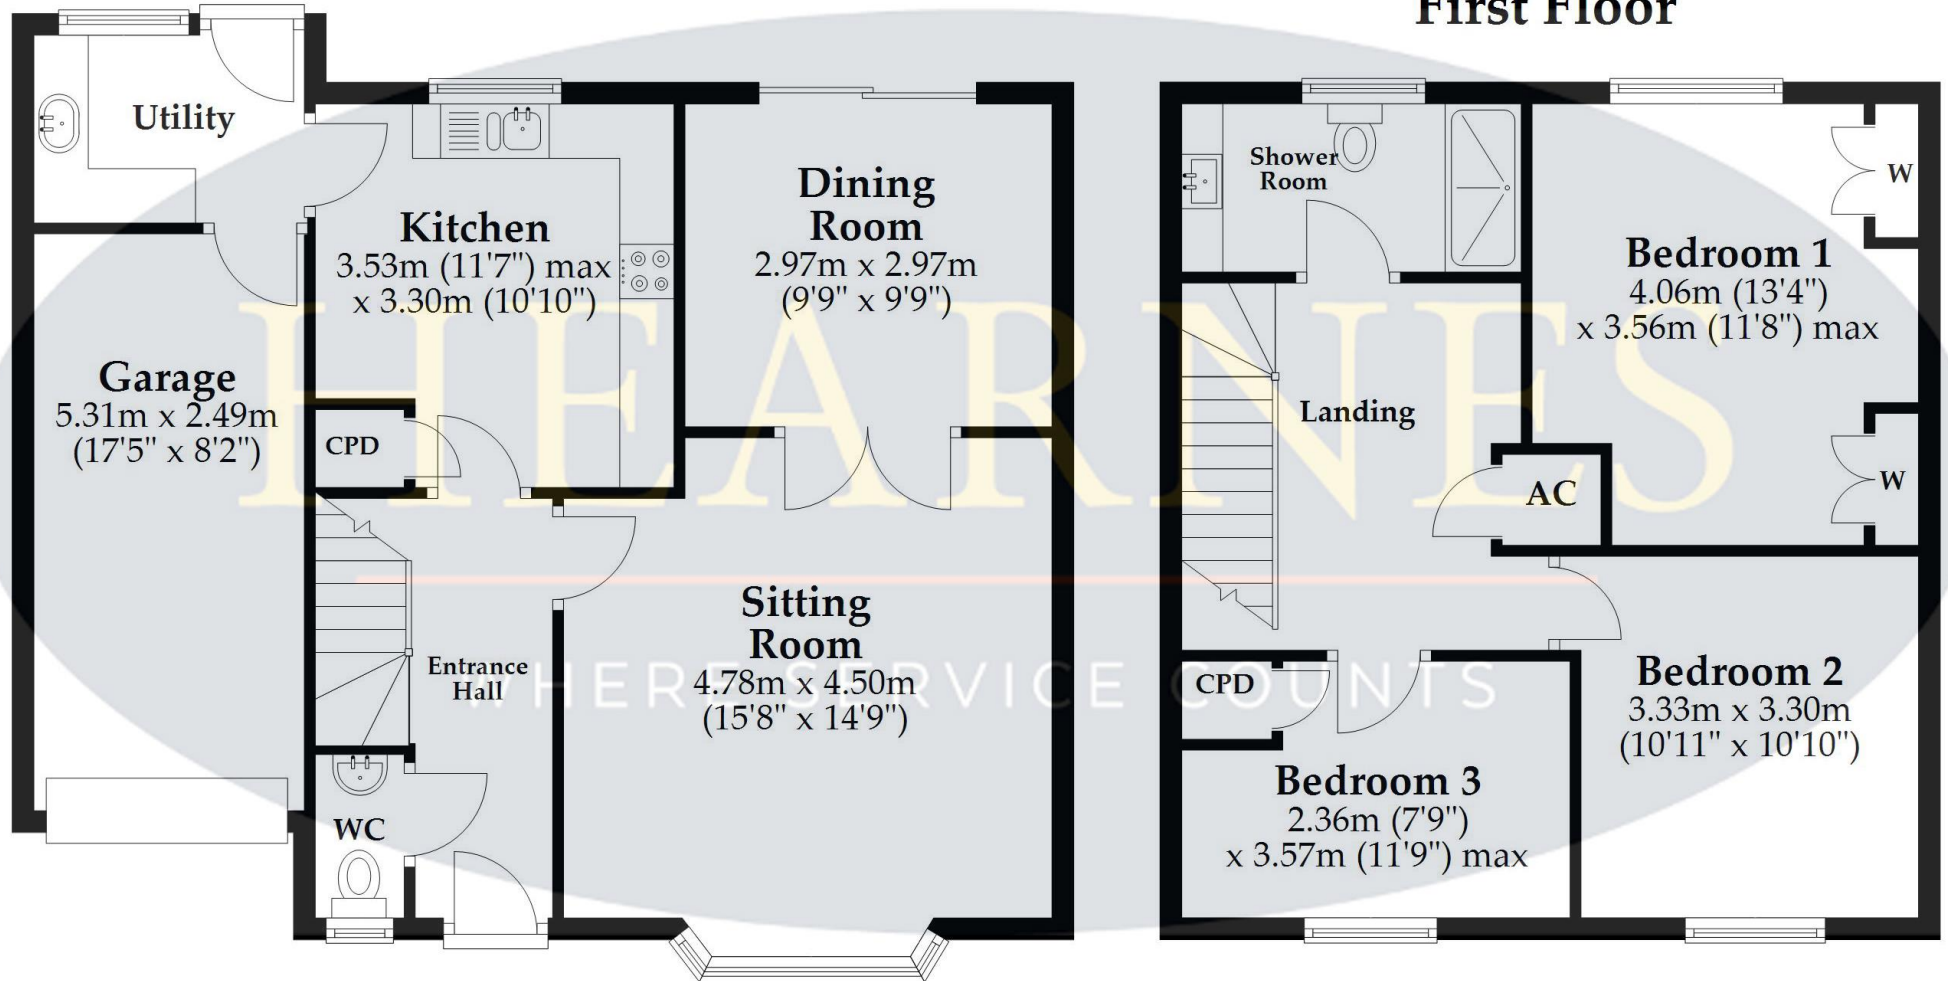 First Floor
Utility
Kitchen
3.53m (11'7") max
x 3.30m (10'10")
Dining
Room
2.97m x 2.97m
(9'9" x 9'9")
Garage
5.31m x 2.49m
(17'5" x 8'2")
CPD
Entrance
Hall
Sitting
Room
4.78m x 4.50m
(15'8" x 14'9")
WC
Shower
Room
Bedroom 1
4.06m (13'4")
x 3.56m (11'8") max
W
Landing
AC
W
CPD
Bedroom 2
3.33m x 3.30m
(10'11" x 10'10")
Bedroom 3
2.36m (7'9")
x 3.57m (11'9") max
HEARNES
WHERE SERVICE COUNTS